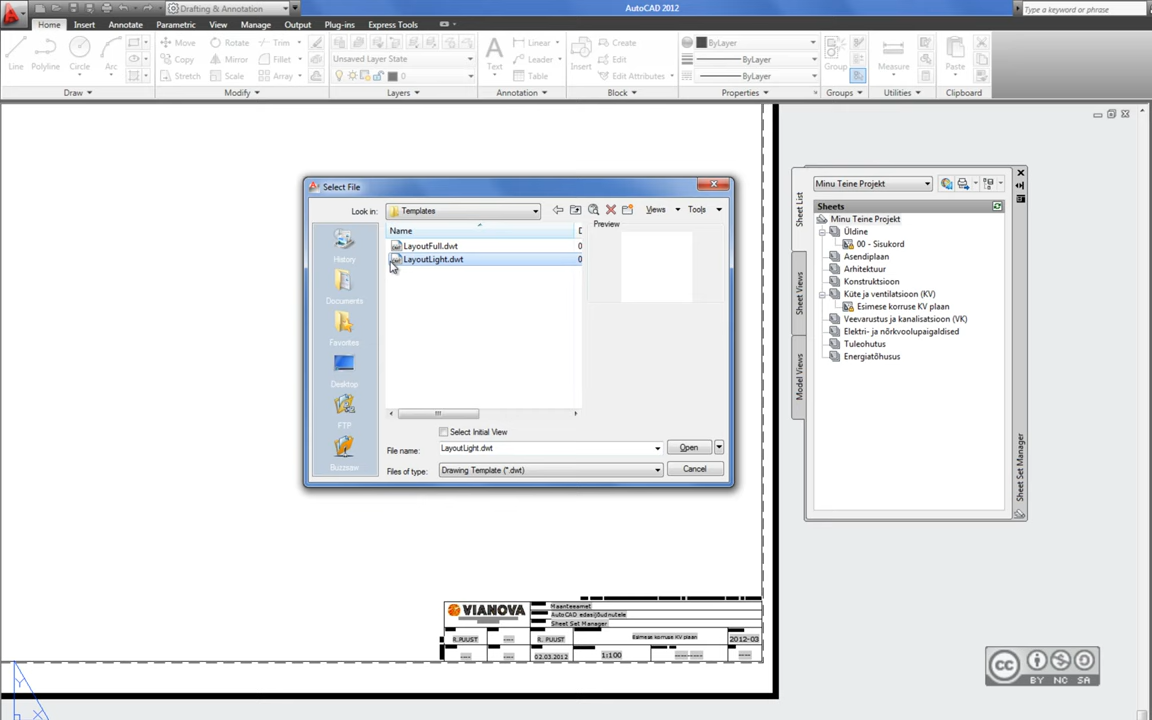 Drafting & Annotation
AutoCAD 2012
Type a keyword or phrase
Home Insert Annotate Parametric View Manage Output Plug-ins Express Tools
Line Polyline Circle Arc
Move Rotate Trim
Copy Mirror Fillet
Stretch Scale Array
Unsaved Layer State
0
Text
Linear
Leader
Table
Insert
Create
Edit
Edit Attributes
ByLayer
ByLayer
ByLayer
Group
Measure
Paste
Draw Modify Layers Annotation Block Properties Groups Utilities Clipboard
Select File
Look in: Templates Views Tools
Name
D
Preview
LayoutFull.dwt 0
LayoutLight.dwt 0
History
Documents
Favorites
Desktop
FTP
Buzzsaw
Select Initial View
File name: LayoutLight.dwt Open
Files of type: Drawing Template (*.dwt) Cancel
Minu Teine Projekt
Sheets
Minu Teine Projekt
Üldine
00 - Sisukord
Asendiplaan
Arhitektuur
Konstruktsioon
Küte ja ventilatsioon (KV)
Esimese korruse KV plaan
Veevarustus ja kanalisatsioon (VK)
Elektri- ja nõrkvoolupaigaldised
Tuleohutus
Energiatõhusus
Sheet List
Sheet Views
Model Views
Sheet Set Manager
VIANOVA
Maanteeamet
AutoCAD edasijõudnutele
Sheet Set Manager
R.PUUST ---- R. PUUST Esimese korruse KV plaan 2012-03
---- ---- 02.03.2012 1:100
Y
X
cc
BY NC SA